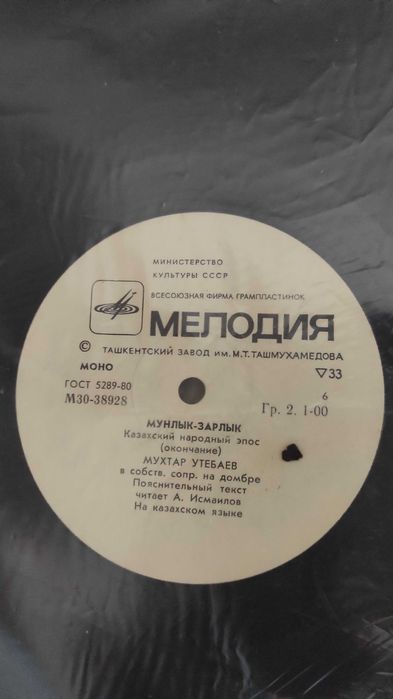 МИНИСТЕРСТВО
КУЛЬТУРЫ СССР
ВСЕСОЮЗНАЯ ФИРМА ГРАМПЛАСТИНОК
МЕЛОДИЯ
© ТАШКЕНТСКИЙ ЗАВОД ИМ. М.Т. ТАШМУХАМЕДОВА
МОНО
▽33
ГОСТ 5289-80
6
М30-38928
Гр. 2. 1-00
МУНЛЫК-ЗАРЛЫК
Казахский народный эпос
(окончание)
МУХТАР УТЕБАЕВ
в собств. сопр. на домбре
Пояснительный текст
читает А. Исмаилов
На казахском языке